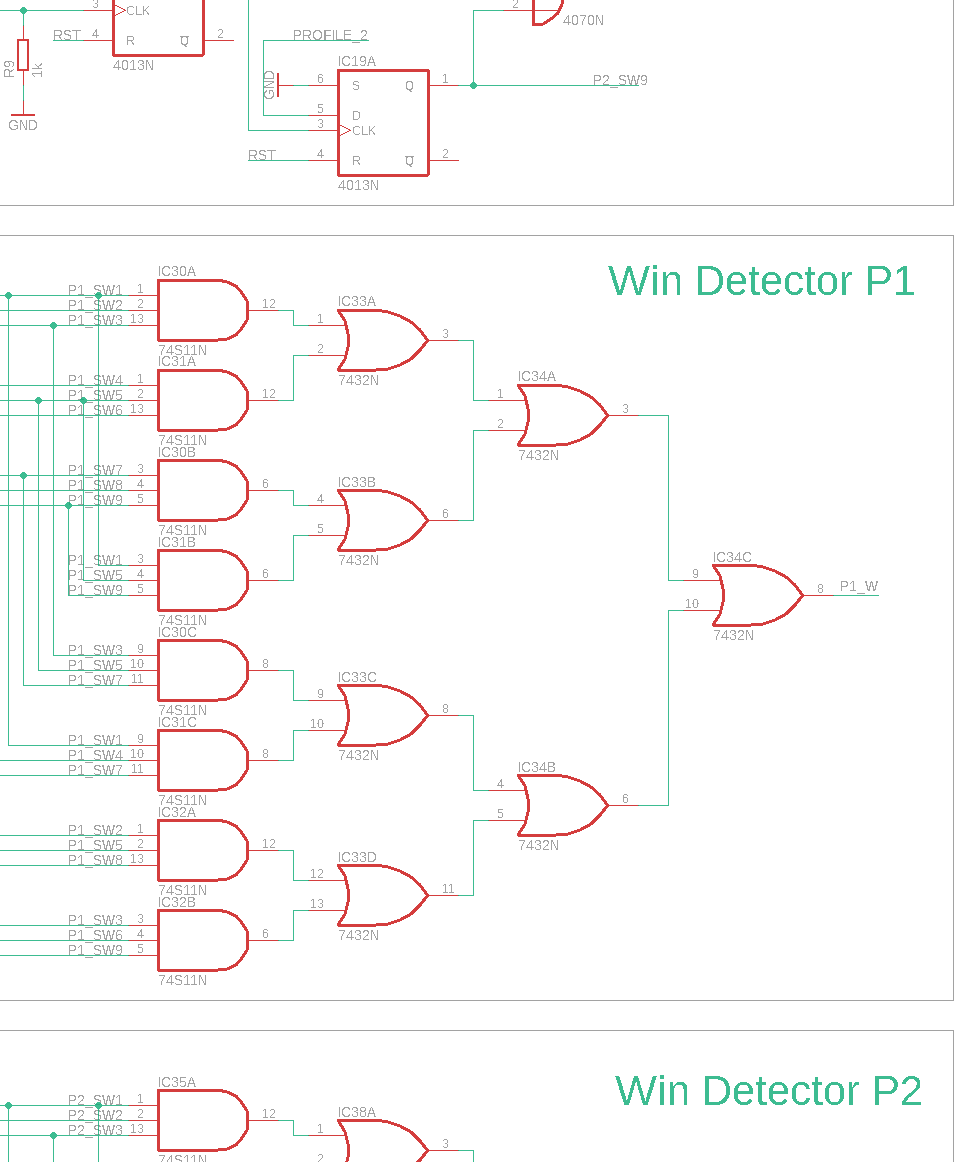 3
CLK
2
4070N
RST
4
R
Q
2
PROFILE_2
4013N
IC19A
R9
1k
GND
GND
6
S
Q
1
P2_SW9
5
D
3
CLK
RST
4
R
Q
2
4013N
Win Detector P1
IC30A
P1_SW1
1
P1_SW2
2
12
P1_SW3
13
74S11N
IC33A
1
3
2
7432N
IC31A
P1_SW4
1
P1_SW5
2
12
P1_SW6
13
74S11N
IC34A
1
3
2
7432N
IC30B
P1_SW7
3
P1_SW8
4
6
P1_SW9
5
74S11N
IC33B
4
6
5
7432N
IC31B
P1_SW1
3
P1_SW5
4
6
P1_SW9
5
74S11N
IC34C
9
8
P1_W
10
7432N
IC30C
P1_SW3
9
P1_SW5
10
8
P1_SW7
11
74S11N
IC33C
9
8
10
7432N
IC31C
P1_SW1
9
P1_SW4
10
8
P1_SW7
11
74S11N
IC34B
4
6
5
7432N
IC32A
P1_SW2
1
P1_SW5
2
12
P1_SW8
13
74S11N
IC33D
12
11
13
7432N
IC32B
P1_SW3
3
P1_SW6
4
6
P1_SW9
5
74S11N
Win Detector P2
IC35A
P2_SW1
1
P2_SW2
2
12
P2_SW3
13
74S11N
IC38A
1
3
2